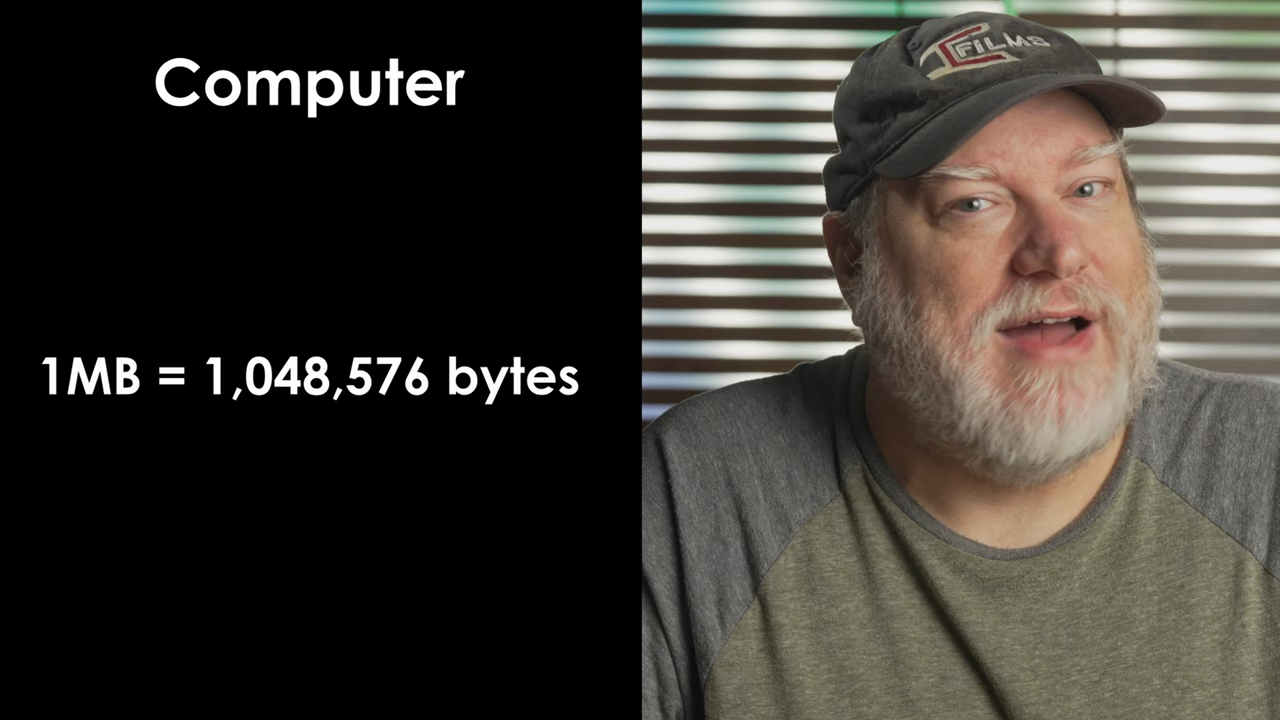 Computer
1MB = 1,048,576 bytes
FILMS